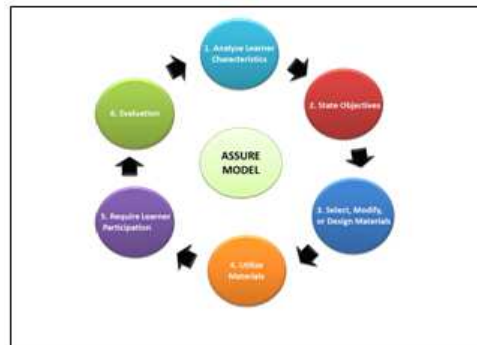 1. Analyse Learner
Characteristics
2. State Objectives
3. Select, Modify,
or Design Materials
4. Utilize
Materials
5. Require Learner
Participation
6. Evaluation
ASSURE
MODEL